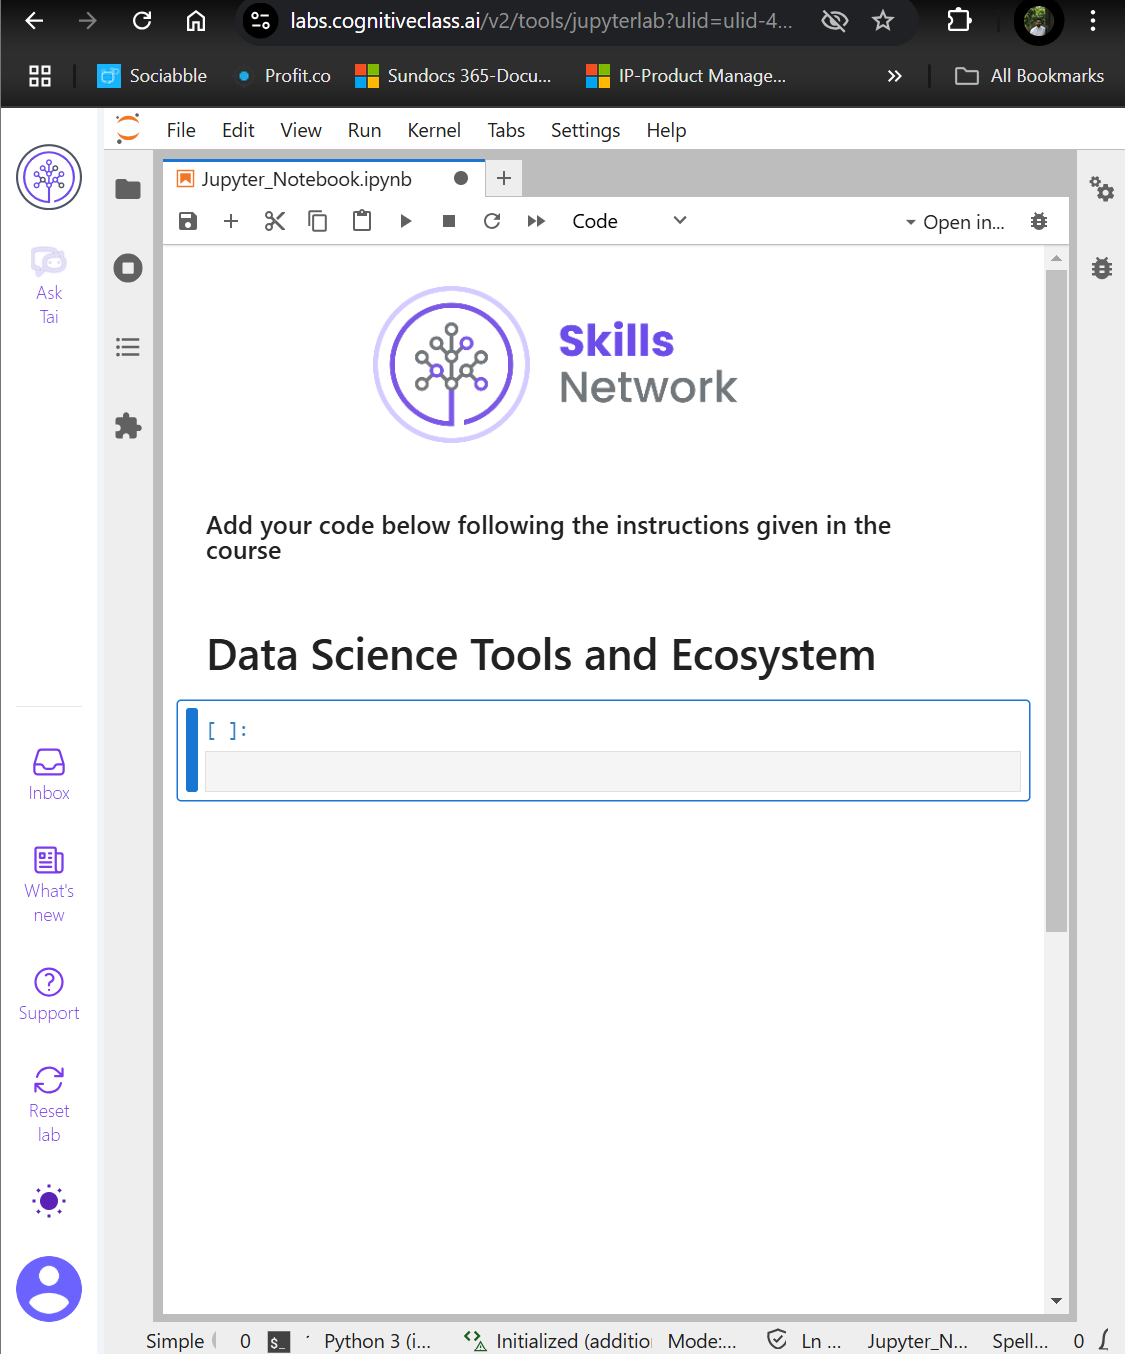 labs.cognitiveclass.ai/v2/tools/jupyterlab?ulid=ulid-4...
Sociabble
Profit.co
Sundocs 365-Docu...
IP-Product Manage...
All Bookmarks
File Edit View Run Kernel Tabs Settings Help
Jupyter_Notebook.ipynb
Code
Open in...
Ask
Tai
Skills
Network
Add your code below following the instructions given in the
course
Data Science Tools and Ecosystem
[ ]:
Inbox
What's
new
Support
Reset
lab
Simple 0 $_ Python 3 (i... Initialized (additio Mode:... Ln ... Jupyter_N... Spell... 0